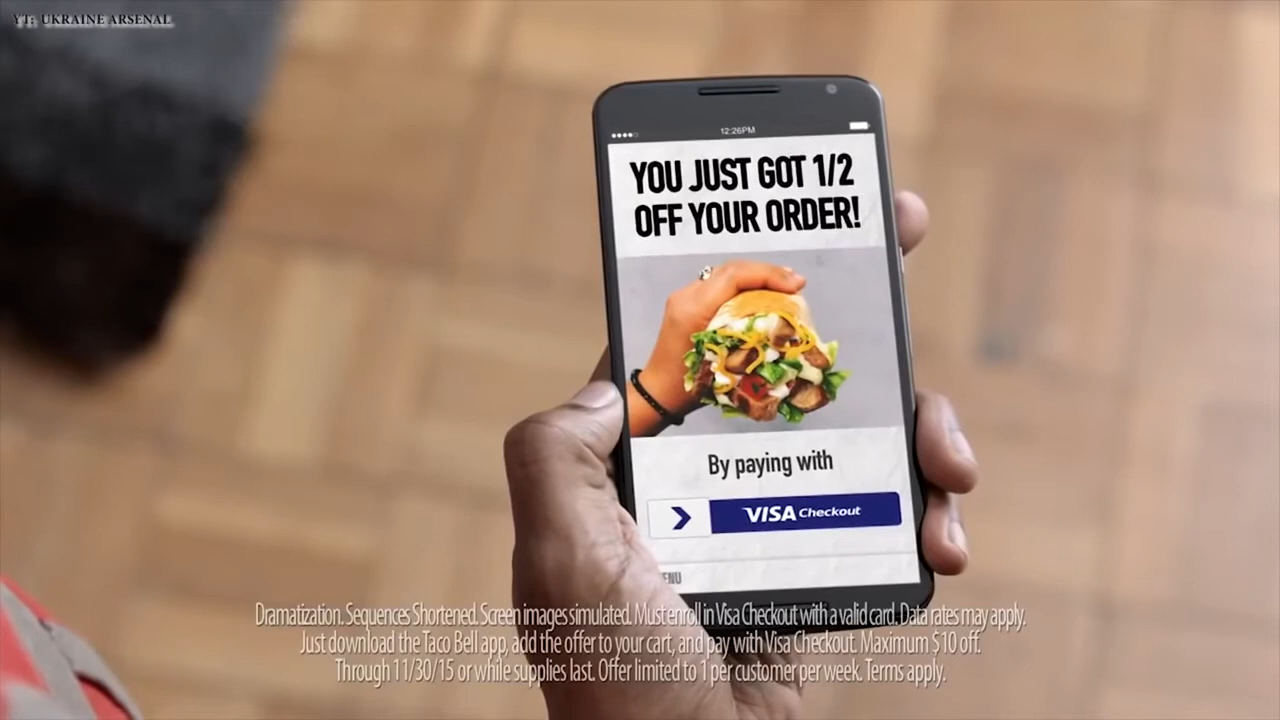 YT: UKRAINE ARSENAL
12:26PM
YOU JUST GOT 1/2
OFF YOUR ORDER!
By paying with
VISA Checkout
ENU
Dramatization. Sequences Shortened. Screen images simulated. Must enroll in Visa Checkout with a valid card. Data rates may apply.
Just download the Taco Bell app, add the offer to your cart, and pay with Visa Checkout. Maximum $10 off.
Through 11/30/15 or while supplies last. Offer limited to 1 per customer per week. Terms apply.